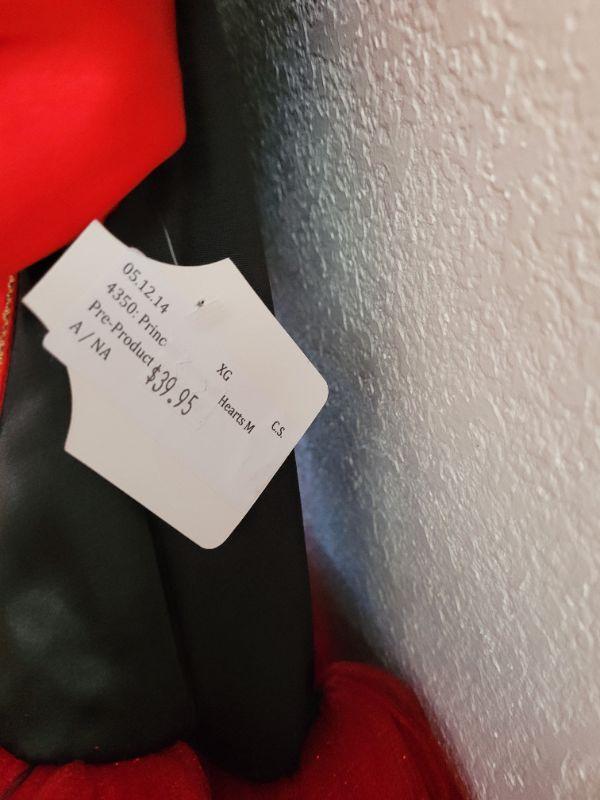 05.12.14 XG
4350: Princ Hearts M C.S.
Pre-Product
A / NA
$39.95